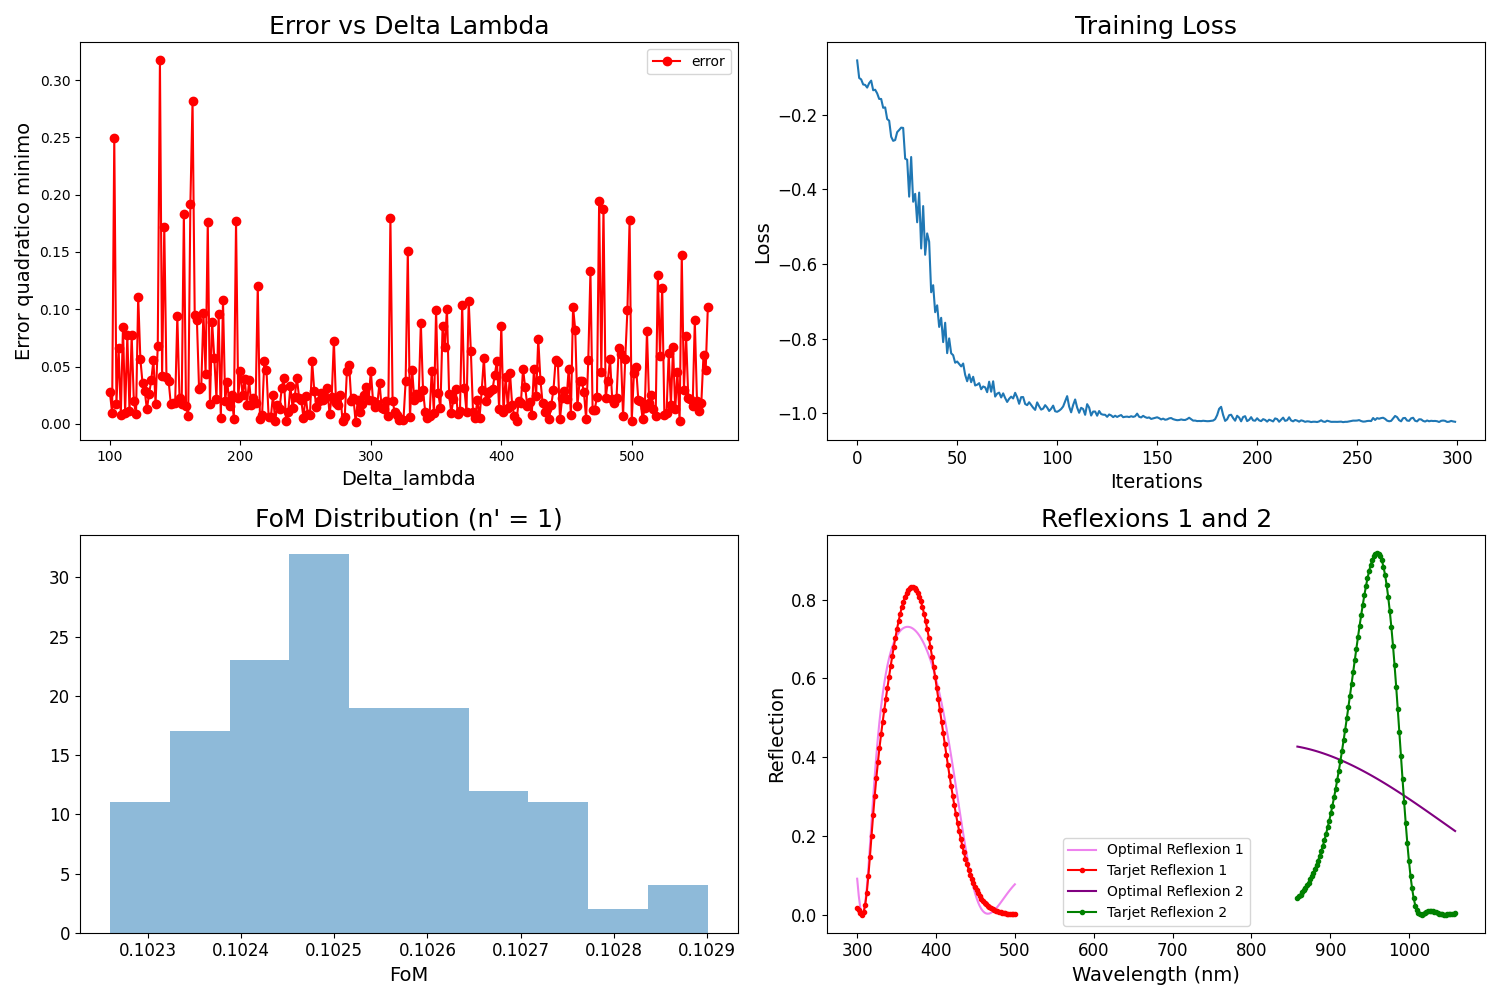 Error vs Delta Lambda
error
Error quadratico minimo
0.30
0.25
0.20
0.15
0.10
0.05
0.00
100 200 300 400 500
Delta_lambda
Training Loss
Loss
−0.2
−0.4
−0.6
−0.8
−1.0
0 50 100 150 200 250 300
Iterations
FoM Distribution (n' = 1)
30
25
20
15
10
5
0
0.1023 0.1024 0.1025 0.1026 0.1027 0.1028 0.1029
FoM
Reflexions 1 and 2
Reflection
0.8
0.6
0.4
0.2
0.0
Optimal Reflexion 1
Tarjet Reflexion 1
Optimal Reflexion 2
Tarjet Reflexion 2
300 400 500 600 700 800 900 1000
Wavelength (nm)